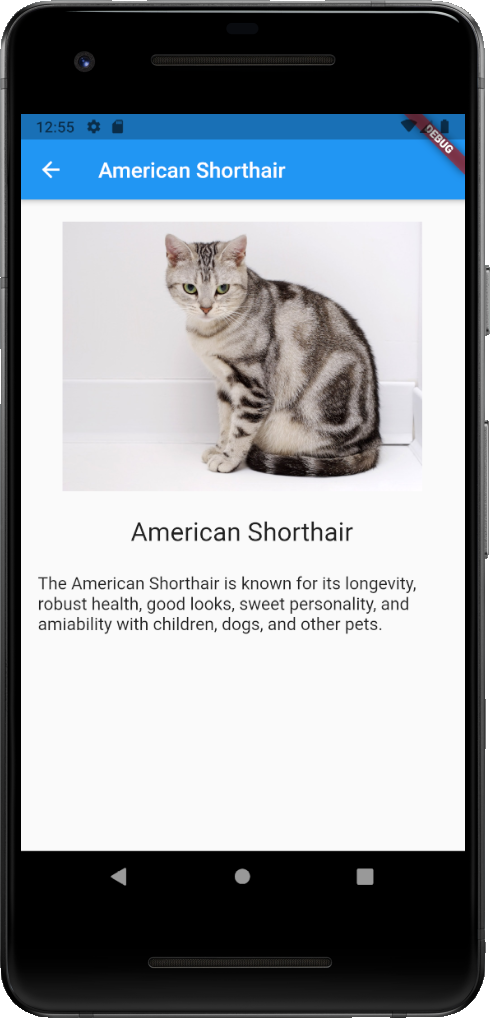 12:55
DEBUG
American Shorthair
American Shorthair
The American Shorthair is known for its longevity,
robust health, good looks, sweet personality, and
amiability with children, dogs, and other pets.